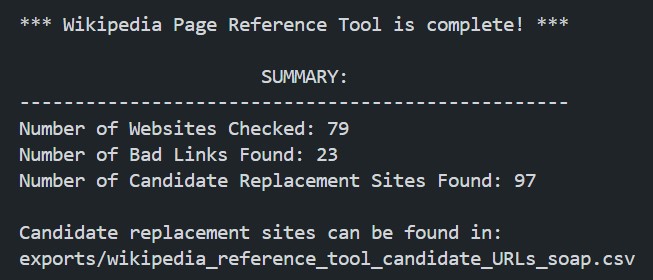 *** Wikipedia Page Reference Tool is complete! ***
SUMMARY:
--------------------------------------------------
Number of Websites Checked: 79
Number of Bad Links Found: 23
Number of Candidate Replacement Sites Found: 97
Candidate replacement sites can be found in:
exports/wikipedia_reference_tool_candidate_URLs_soap.csv